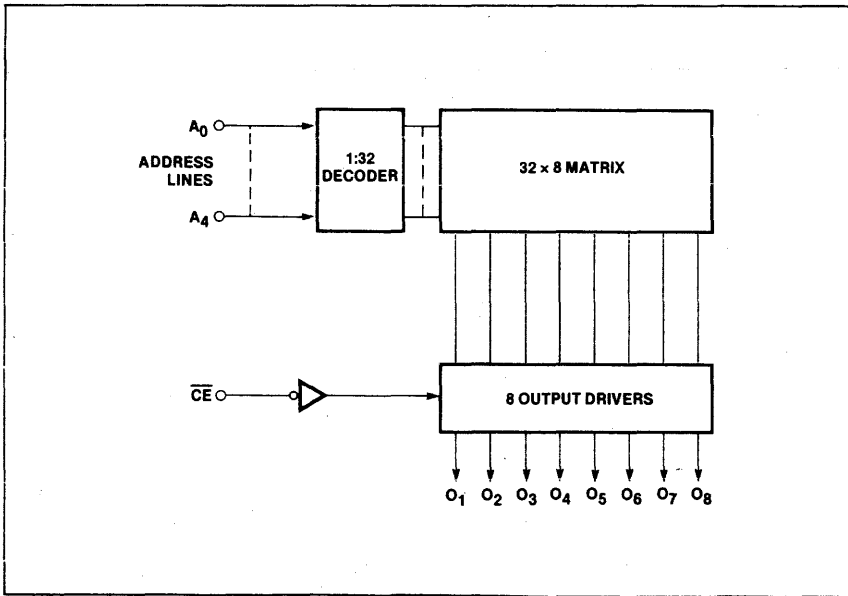 A0
ADDRESS
LINES
A4
1:32
DECODER
32 × 8 MATRIX
C̅E̅
8 OUTPUT DRIVERS
O1 O2 O3 O4 O5 O6 O7 O8